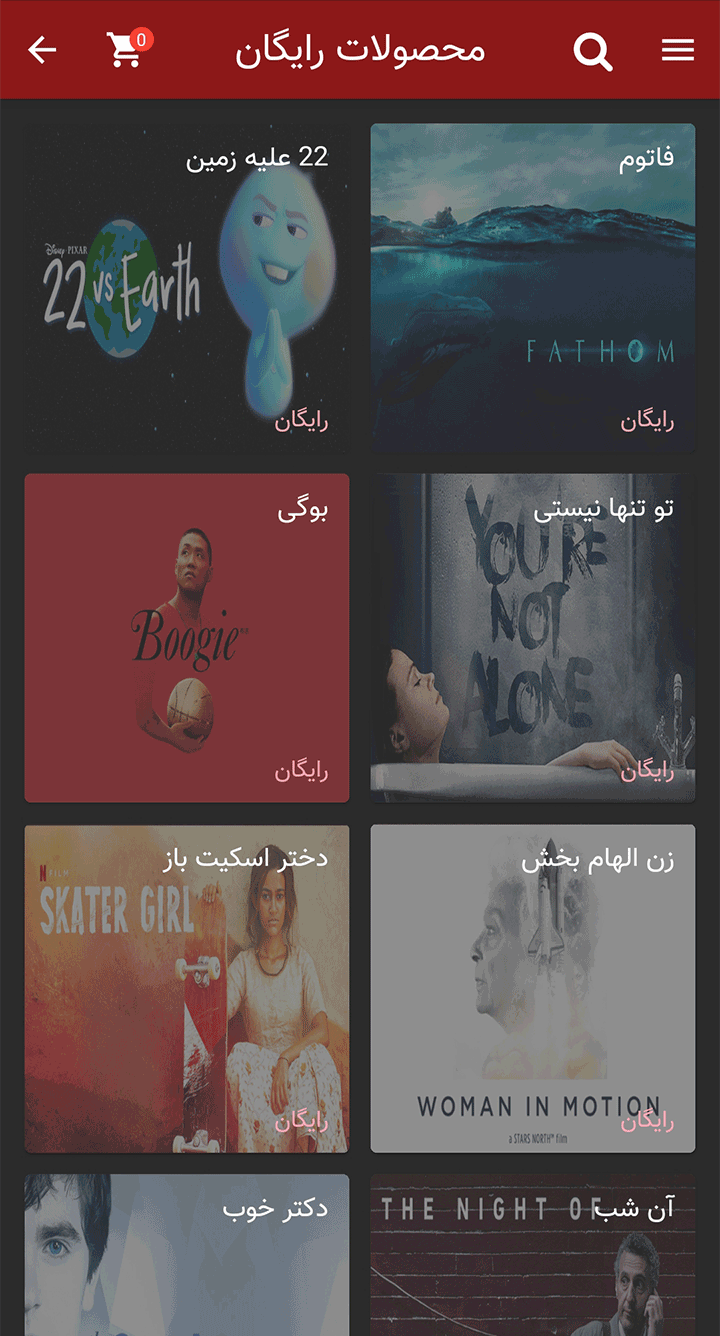 محصولات رایگان
0
فاتوم
FATHOM
رایگان
22 علیه زمین
Disney PIXAR
22 vs Earth
رایگان
تو تنها نیستی
YOU'RE
NOT
ALONE
رایگان
بوگی
Boogie
رایگان
زن الهام بخش
WOMAN IN MOTION
a STARS NORTH film
رایگان
دختر اسکیت باز
N FILM
SKATER GIRL
رایگان
آن شب
THE NIGHT OF
دکتر خوب